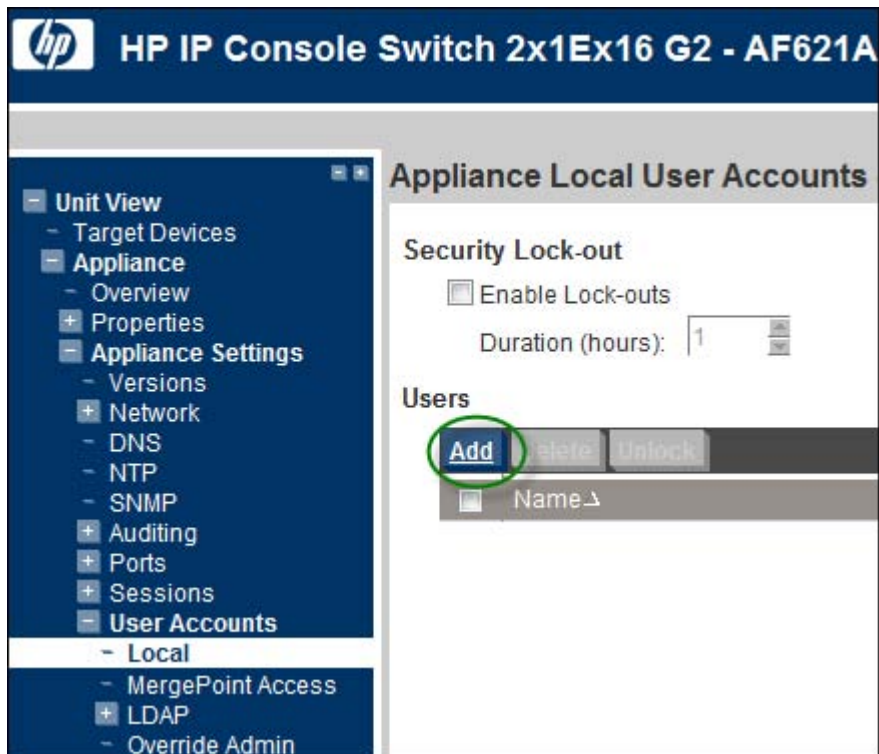 hp HP IP Console Switch 2x1Ex16 G2 - AF621A
Unit View
Target Devices
Appliance
Overview
Properties
Appliance Settings
Versions
Network
DNS
NTP
SNMP
Auditing
Ports
Sessions
User Accounts
Local
MergePoint Access
LDAP
Override Admin
Appliance Local User Accounts
Security Lock-out
Enable Lock-outs
Duration (hours): 1
Users
Add Delete Unlock
Name